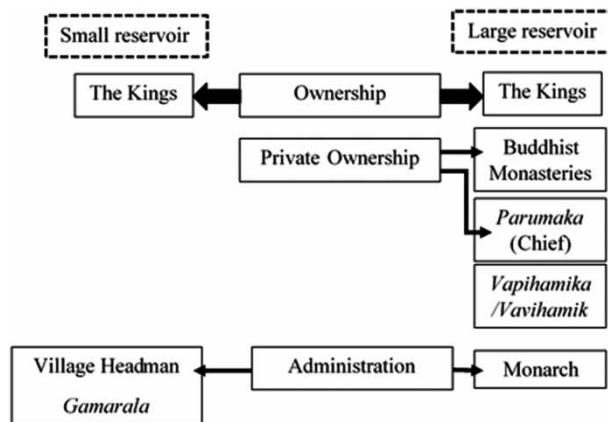 Small reservoir
Large reservoir
The Kings
Ownership
The Kings
Private Ownership
Buddhist
Monasteries
Parumaka
(Chief)
Vapihamika
/Vavihamik
Village Headman
Gamarala
Administration
Monarch